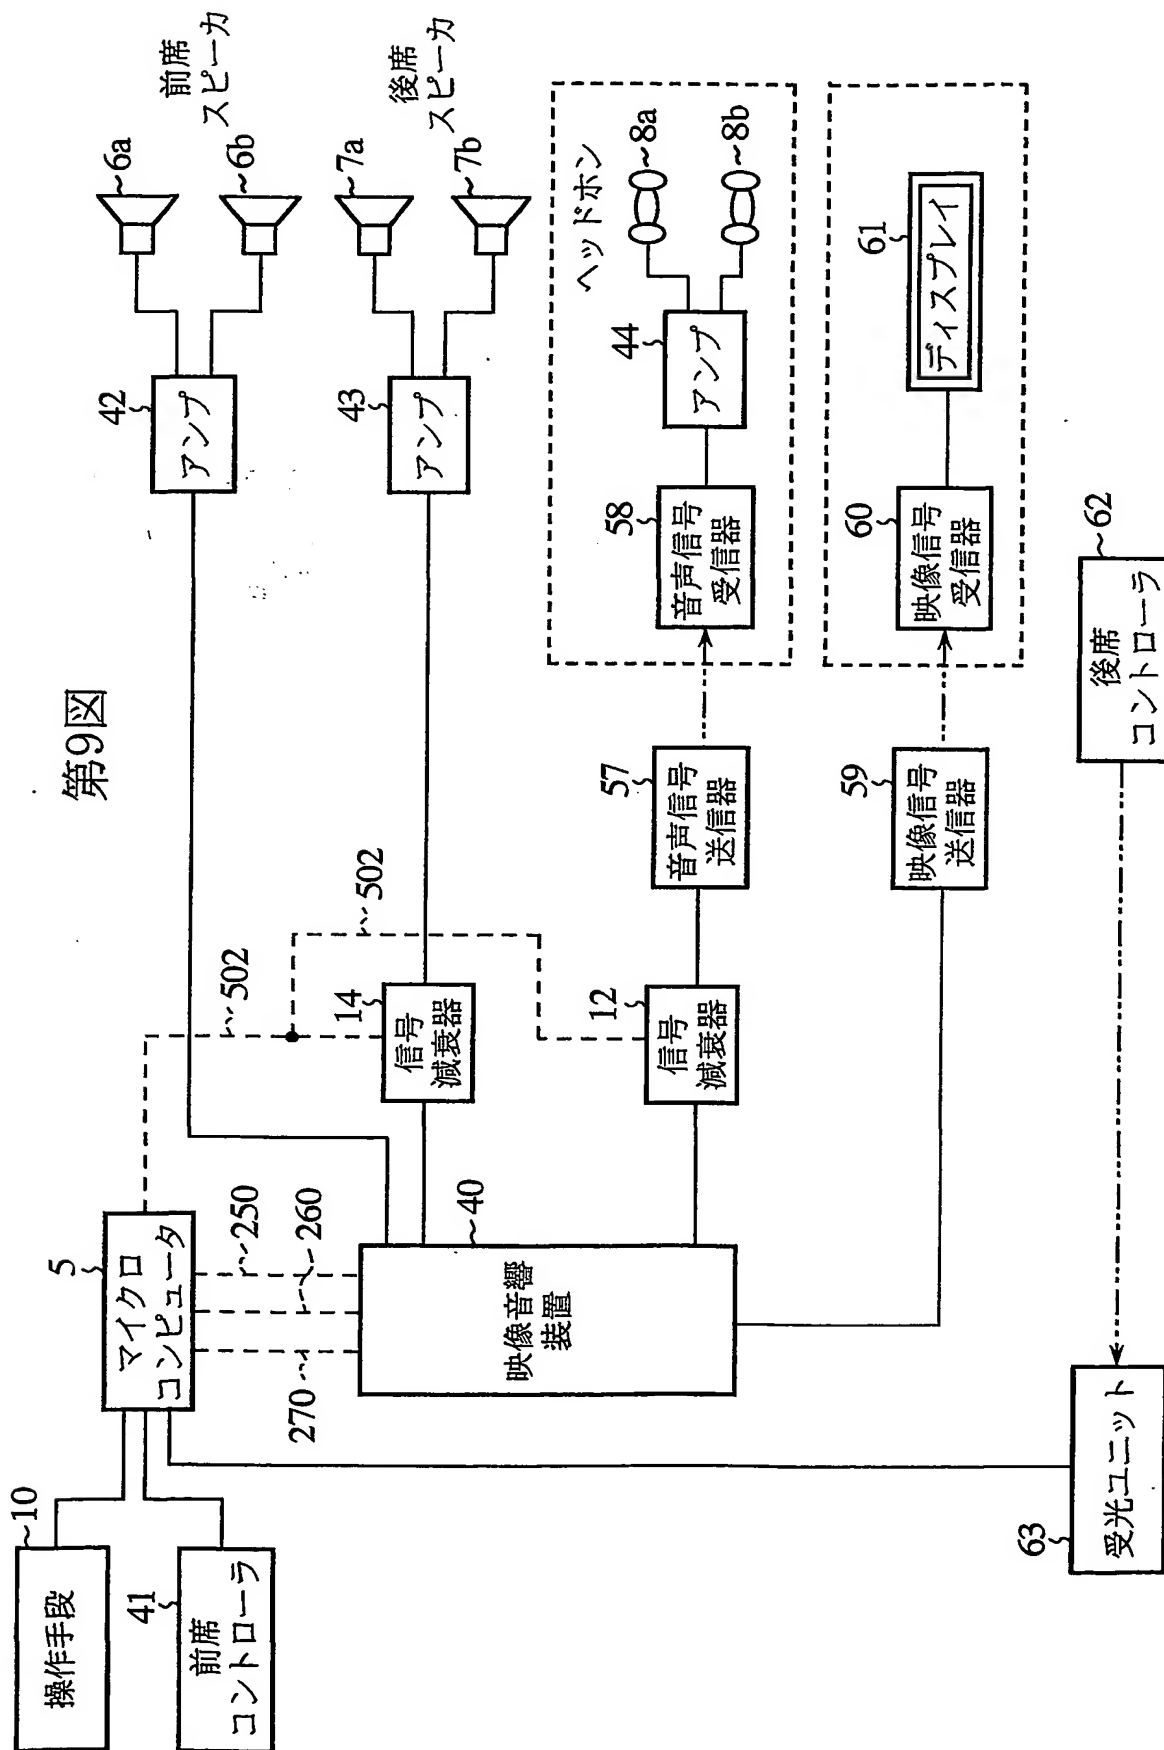 第9図
操作手段
10
前席
コントローラ
41
マイクロ
コンピュータ
5
250
260
270
502
502
映像音響
装置
40
信号
減衰器
14
信号
減衰器
12
アンプ
42
アンプ
43
6a
6b
前席
スピーカ
7a
7b
後席
スピーカ
音声信号
送信器
57
音声信号
受信器
58
アンプ
44
ヘッドホン
8a
8b
映像信号
送信器
59
映像信号
受信器
60
ディスプレイ
61
後席
コントローラ
62
受光ユニット
63